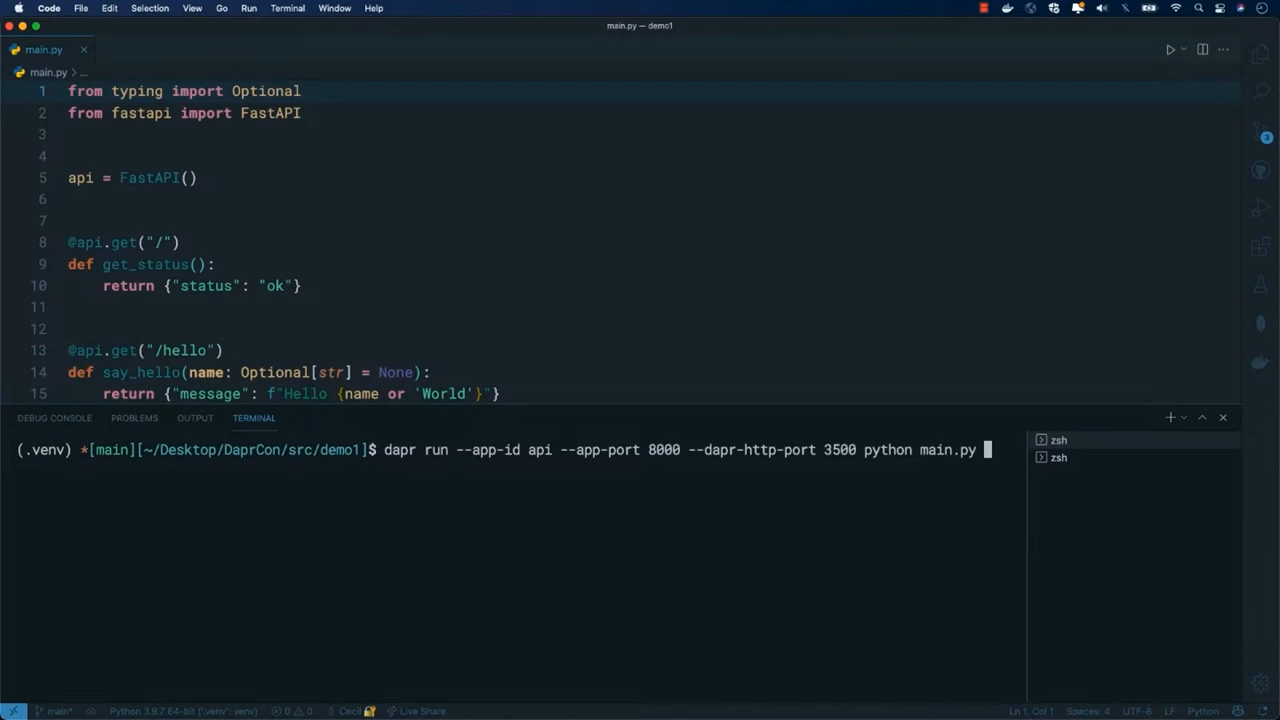 Code File Edit Selection View Go Run Terminal Window Help
main.py — demo1
main.py
main.py > ...
1 from typing import Optional
2 from fastapi import FastAPI
3
4
5 api = FastAPI()
6
7
8 @api.get("/")
9 def get_status():
10 return {"status": "ok"}
11
12
13 @api.get("/hello")
14 def say_hello(name: Optional[str] = None):
15 return {"message": f"Hello {name or 'World'}"}
DEBUG CONSOLE PROBLEMS OUTPUT TERMINAL
(.venv) *[main][~/Desktop/DaprCon/src/demo1]$ dapr run --app-id api --app-port 8000 --dapr-http-port 3500 python main.py
zsh
zsh
3
main* Python 3.9.7 64-bit ('.venv': venv) 0 0 Cecil Live Share Ln 1, Col 1 Spaces: 4 UTF-8 LF Python